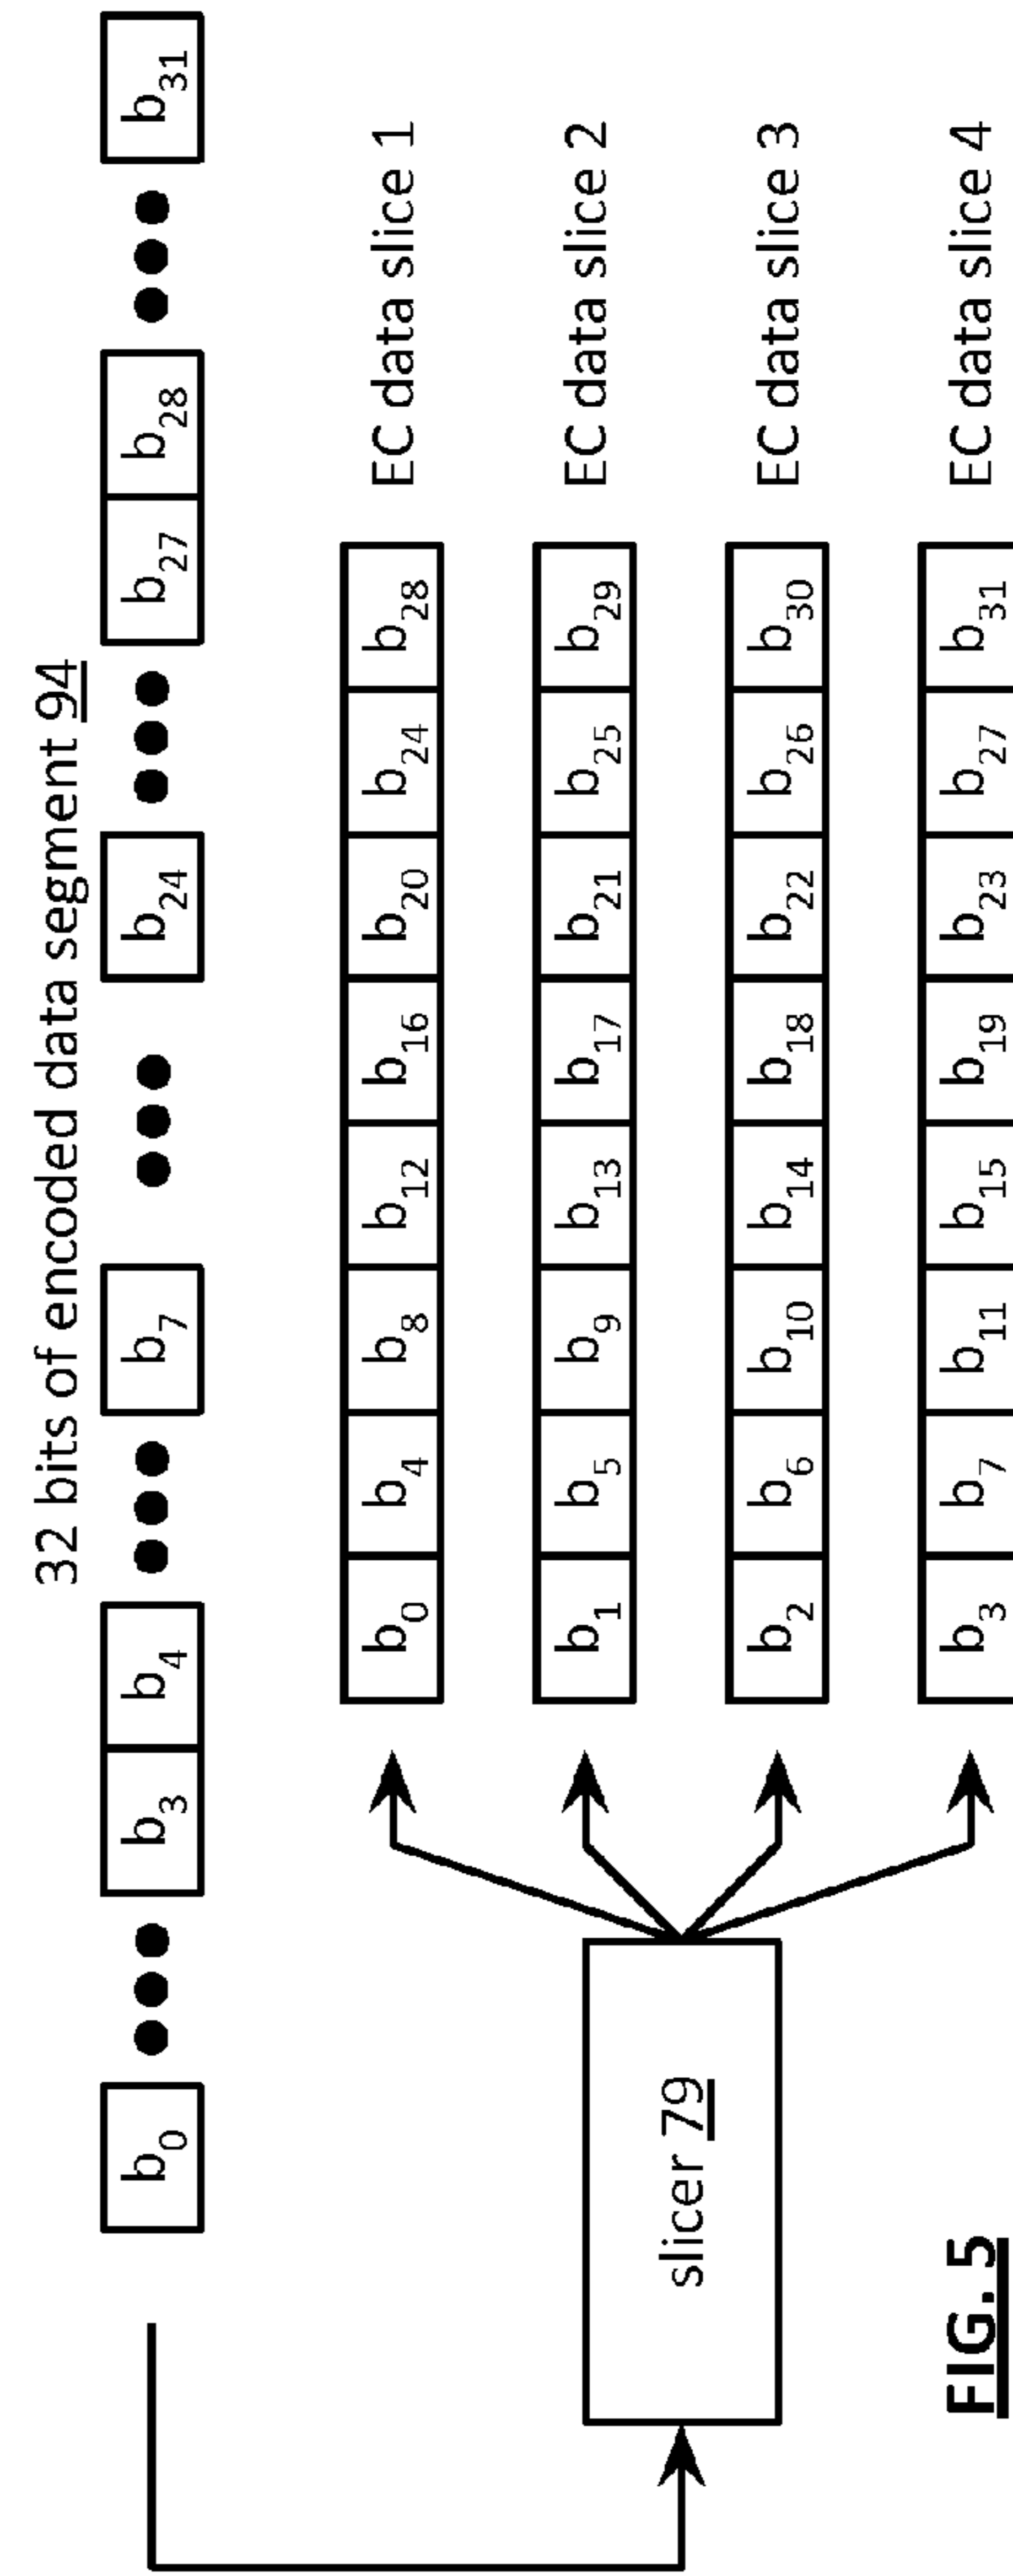 32 bits of encoded data segment 94
b0 ••• b3 b4 ••• b7 ••• b24 ••• b27 b28 ••• b31
b0 b4 b8 b12 b16 b20 b24 b28 EC data slice 1
b1 b5 b9 b13 b17 b21 b25 b29 EC data slice 2
slicer 79
b2 b6 b10 b14 b18 b22 b26 b30 EC data slice 3
b3 b7 b11 b15 b19 b23 b27 b31 EC data slice 4
FIG. 5